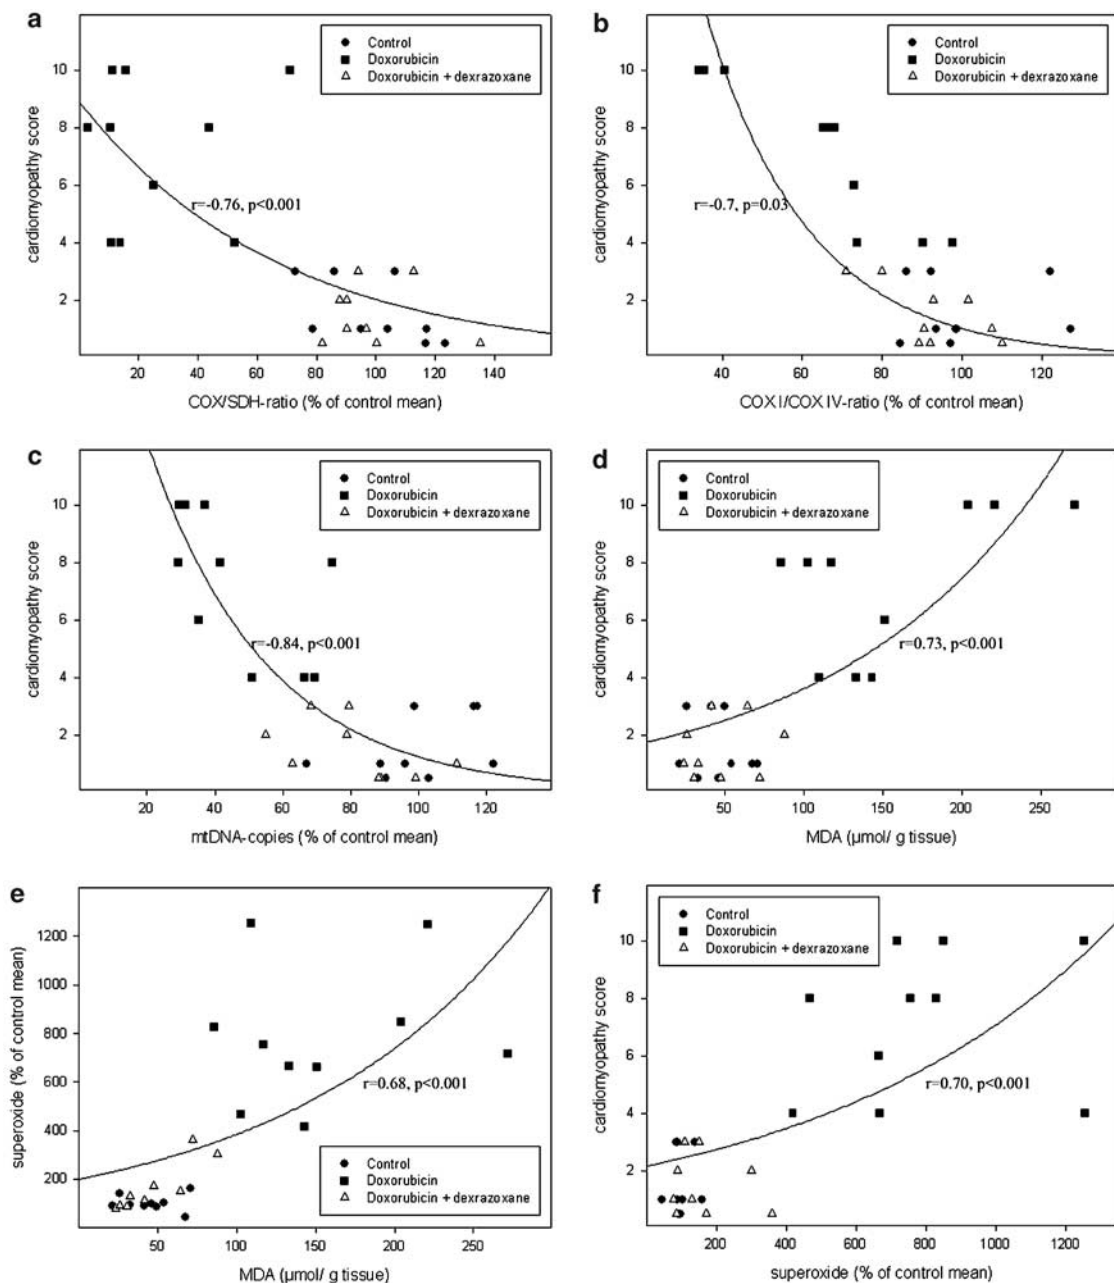 a
Control
Doxorubicin
Doxorubicin + dexrazoxane
cardiomyopathy score
10
8
6
4
2
r=-0.76, p<0.001
20 40 60 80 100 120 140
COX/SDH-ratio (% of control mean)
b
Control
Doxorubicin
Doxorubicin + dexrazoxane
cardiomyopathy score
10
8
6
4
2
r=-0.7, p=0.03
40 60 80 100 120
COX I/COX IV-ratio (% of control mean)
c
Control
Doxorubicin
Doxorubicin + dexrazoxane
cardiomyopathy score
10
8
6
4
2
r=-0.84, p<0.001
20 40 60 80 100 120
mtDNA-copies (% of control mean)
d
Control
Doxorubicin
Doxorubicin + dexrazoxane
cardiomyopathy score
10
8
6
4
2
r=0.73, p<0.001
50 100 150 200 250
MDA (µmol/ g tissue)
e
superoxide (% of control mean)
1200
1000
800
600
400
200
r=0.68, p<0.001
Control
Doxorubicin
Doxorubicin + dexrazoxane
50 100 150 200 250
MDA (µmol/ g tissue)
f
Control
Doxorubicin
Doxorubicin + dexrazoxane
cardiomyopathy score
10
8
6
4
2
r=0.70, p<0.001
200 400 600 800 1000 1200
superoxide (% of control mean)